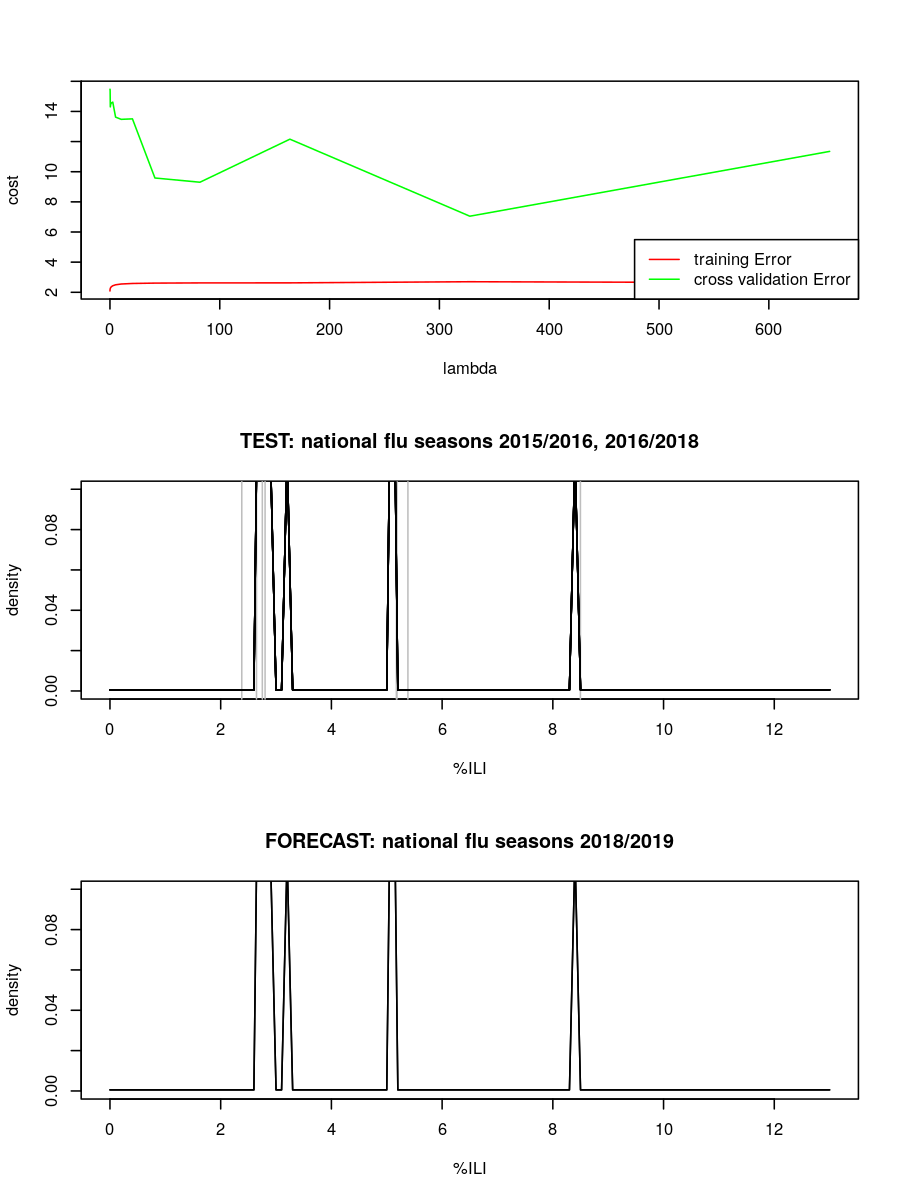 cost
2
4
6
8
10
14
training Error
cross validation Error
0 100 200 300 400 500 600
lambda
TEST: national flu seasons 2015/2016, 2016/2018
density
0.00
0.04
0.08
0 2 4 6 8 10 12
%ILI
FORECAST: national flu seasons 2018/2019
density
0.00
0.04
0.08
0 2 4 6 8 10 12
%ILI